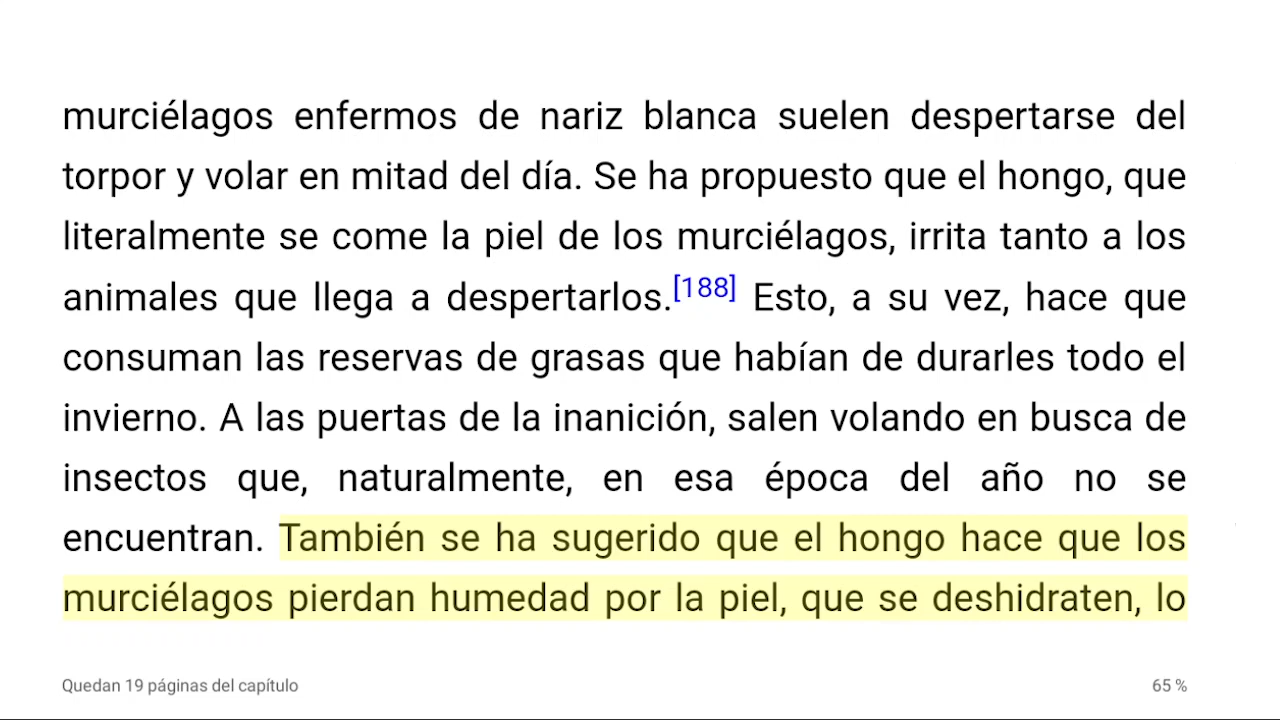 murciélagos enfermos de nariz blanca suelen despertarse del
torpor y volar en mitad del día. Se ha propuesto que el hongo, que
literalmente se come la piel de los murciélagos, irrita tanto a los
animales que llega a despertarlos.[188] Esto, a su vez, hace que
consuman las reservas de grasas que habían de durarles todo el
invierno. A las puertas de la inanición, salen volando en busca de
insectos que, naturalmente, en esa época del año no se
encuentran. También se ha sugerido que el hongo hace que los
murciélagos pierdan humedad por la piel, que se deshidraten, lo
Quedan 19 páginas del capítulo
65 %